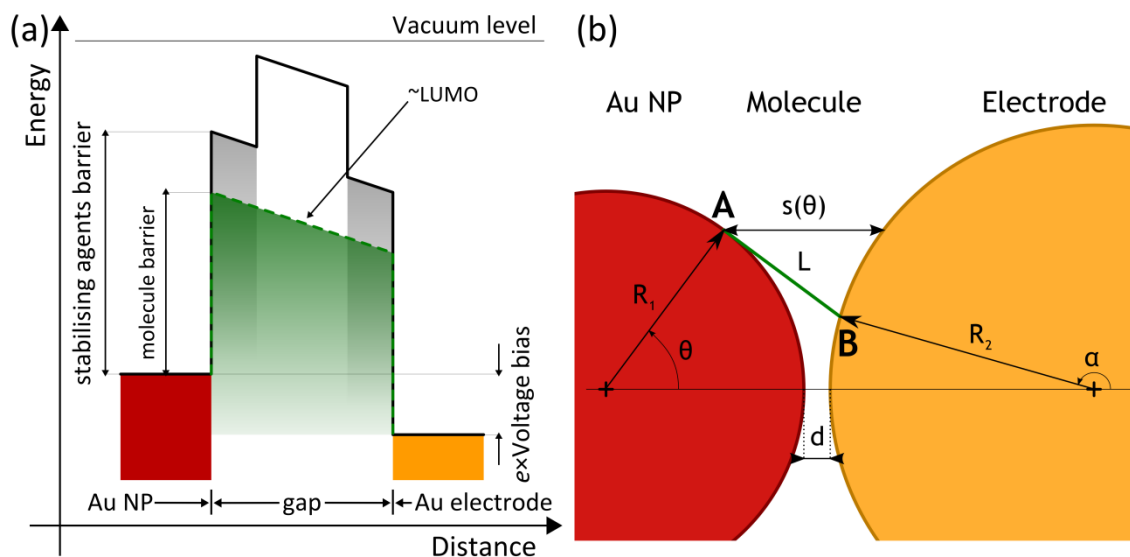 (a)
Vacuum level
Energy
~LUMO
stabilising agents barrier
molecule barrier
e×Voltage bias
Au NP
gap
Au electrode
Distance
(b)
Au NP
Molecule
Electrode
A
s(θ)
L
R₁
θ
B
R₂
α
d